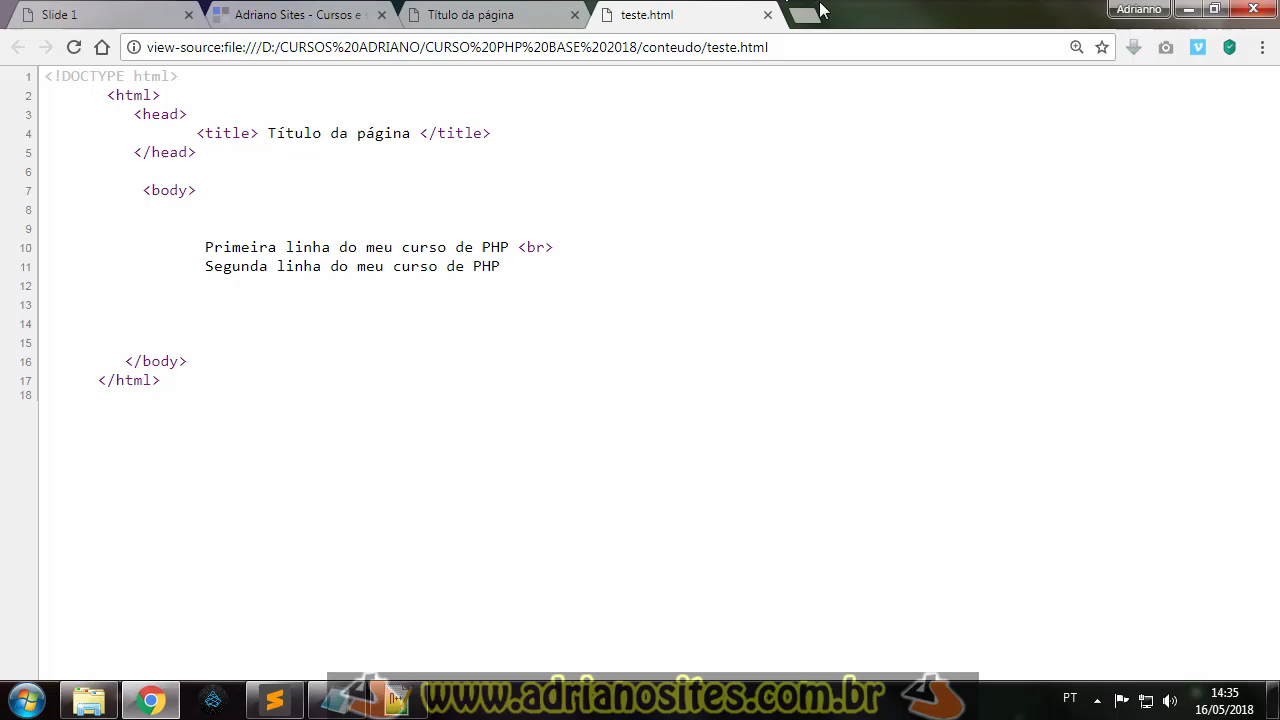 Slide 1
Adriano Sites - Cursos e s
Título da página
teste.html
Adrianno
view-source:file:///D:/CURSOS%20ADRIANO/CURSO%20PHP%20BASE%202018/conteudo/teste.html
1 <!DOCTYPE html>
2 <html>
3 <head>
4 <title> Título da página </title>
5 </head>
6
7 <body>
8
9
10 Primeira linha do meu curso de PHP <br>
11 Segunda linha do meu curso de PHP
12
13
14
15
16 </body>
17 </html>
18
www.adrianosites.com.br
PT
14:35
16/05/2018